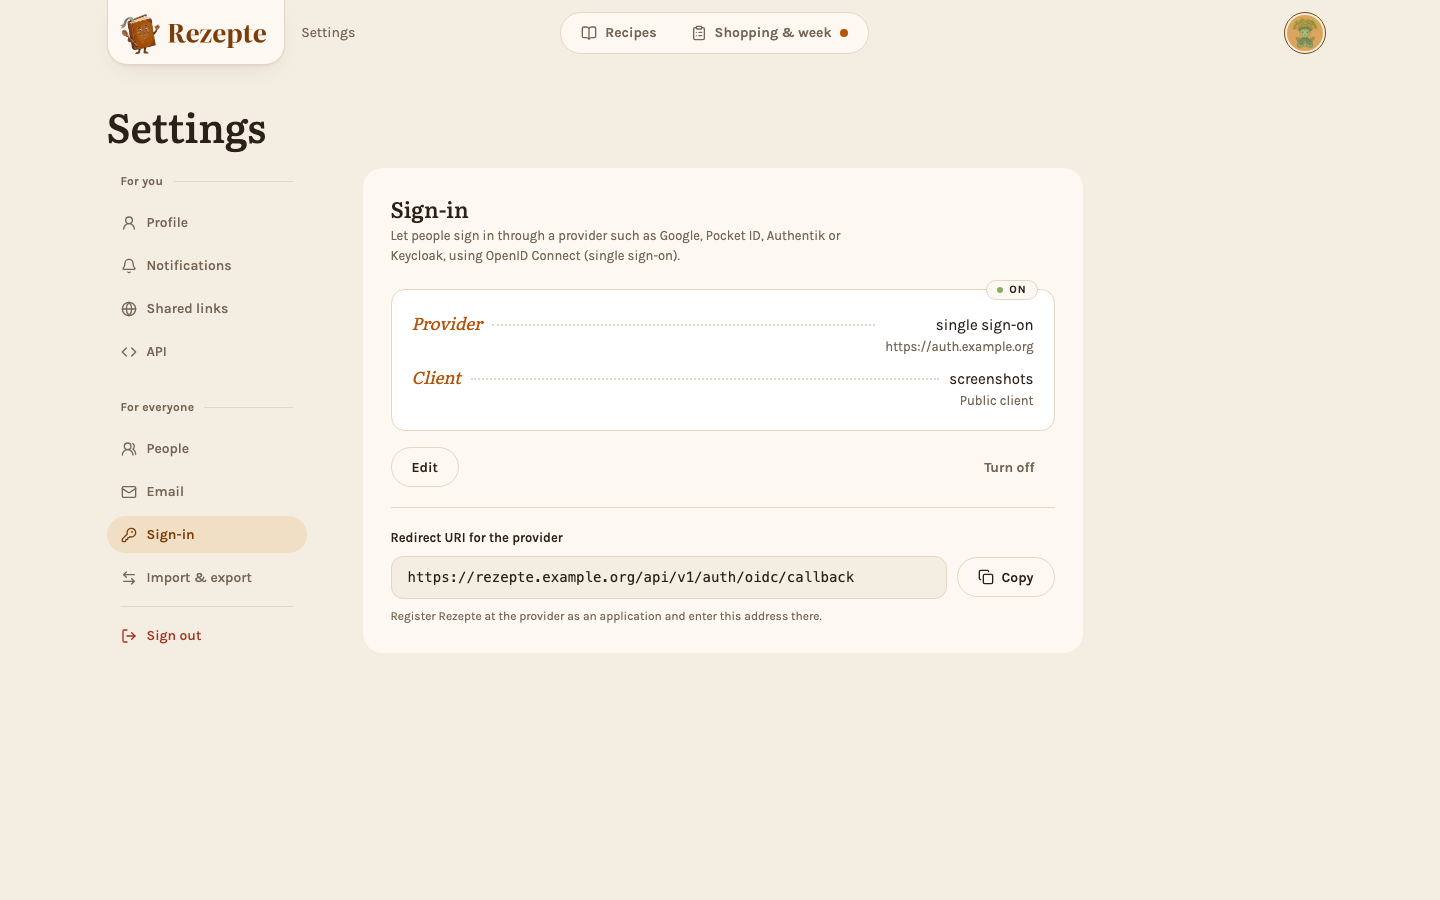 Rezepte
Settings
Recipes
Shopping & week
Settings
For you
Profile
Notifications
Shared links
API
For everyone
People
Email
Sign-in
Import & export
Sign out
Sign-in
Let people sign in through a provider such as Google, Pocket ID, Authentik or
Keycloak, using OpenID Connect (single sign-on).
ON
Provider single sign-on
https://auth.example.org
Client screenshots
Public client
Edit
Turn off
Redirect URI for the provider
https://rezepte.example.org/api/v1/auth/oidc/callback
Copy
Register Rezepte at the provider as an application and enter this address there.